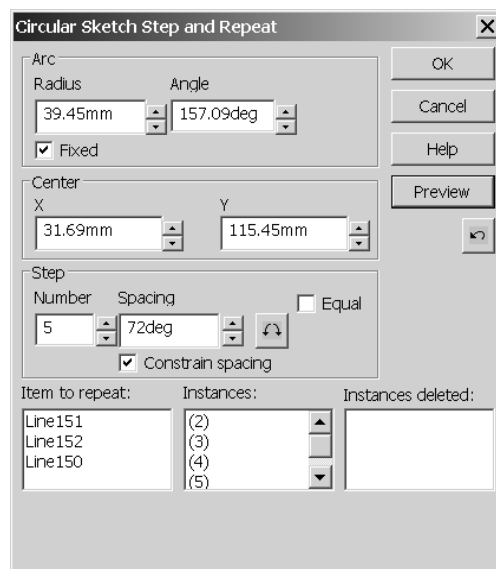 Circular Sketch Step and Repeat
Arc
Radius Angle
39.45mm 157.09deg
Fixed
OK
Cancel
Help
Preview
Center
X Y
31.69mm 115.45mm
Step
Number Spacing
Equal
5 72deg
Constrain spacing
Item to repeat: Instances: Instances deleted:
Line151
Line152
Line150
(2)
(3)
(4)
(5)